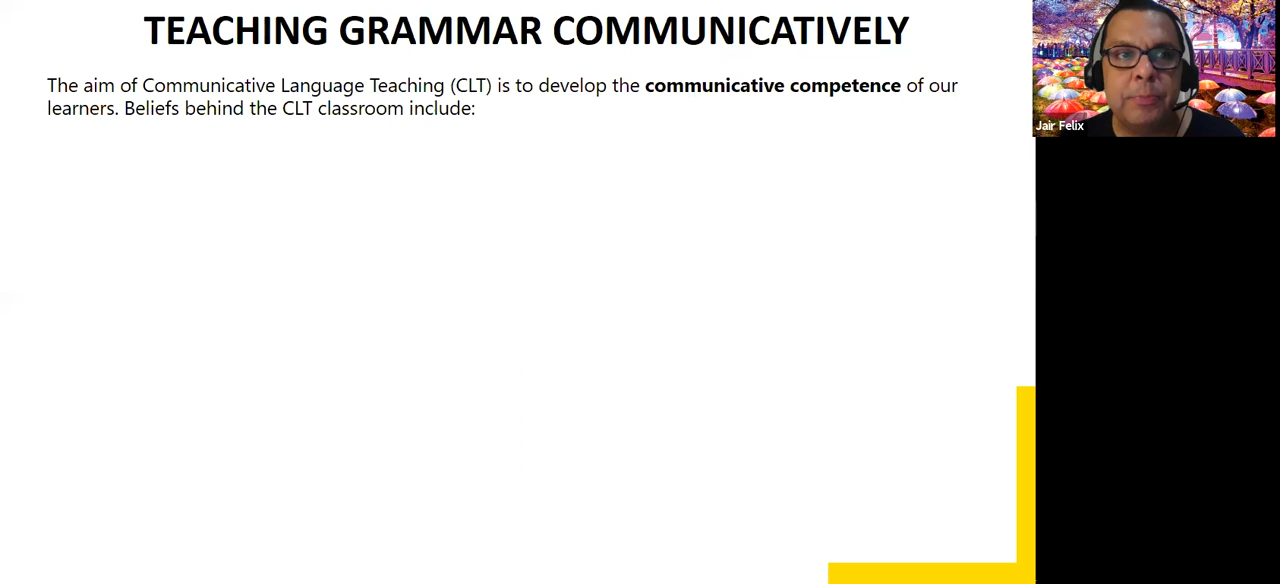 TEACHING GRAMMAR COMMUNICATIVELY
The aim of Communicative Language Teaching (CLT) is to develop the communicative competence of our
learners. Beliefs behind the CLT classroom include:
Jair Felix